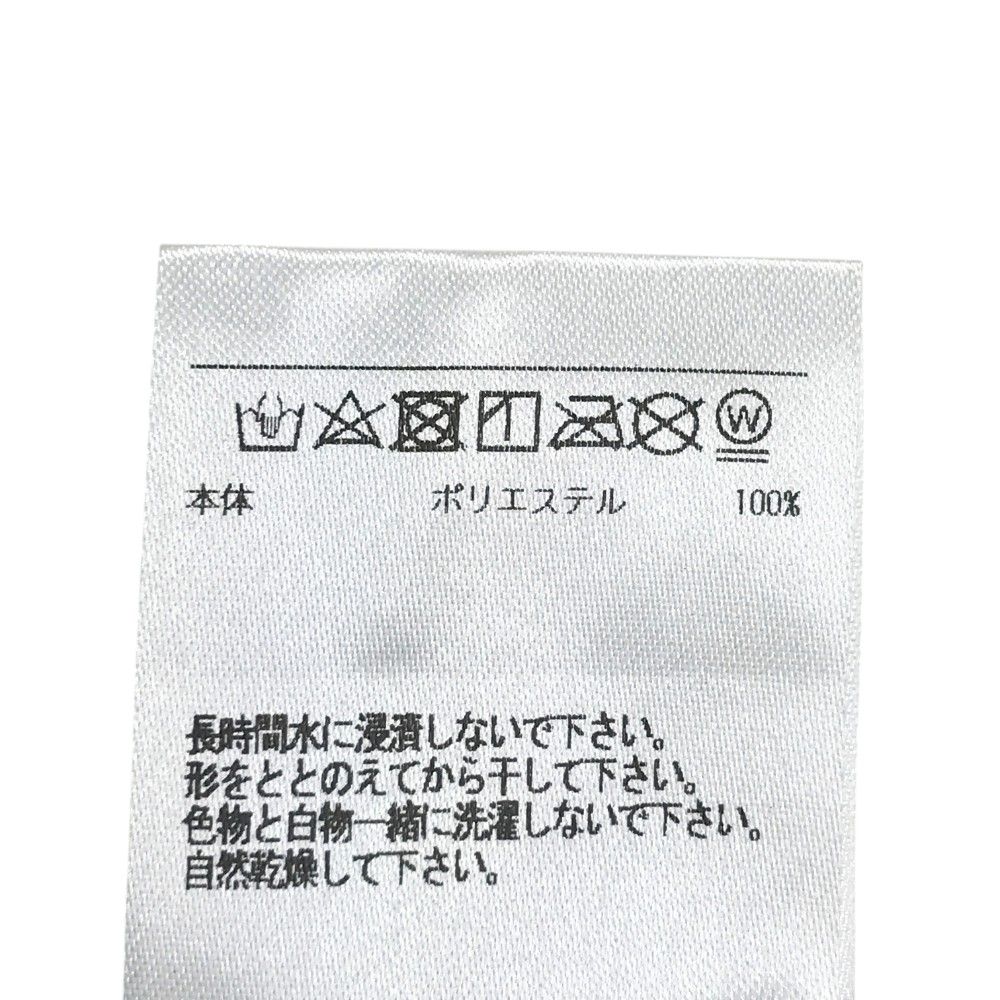 W
本体 ポリエステル 100%
長時間水に浸漬しないで下さい。
形をととのえてから干して下さい。
色物と白物一緒に洗濯しないで下さい。
自然乾燥して下さい。